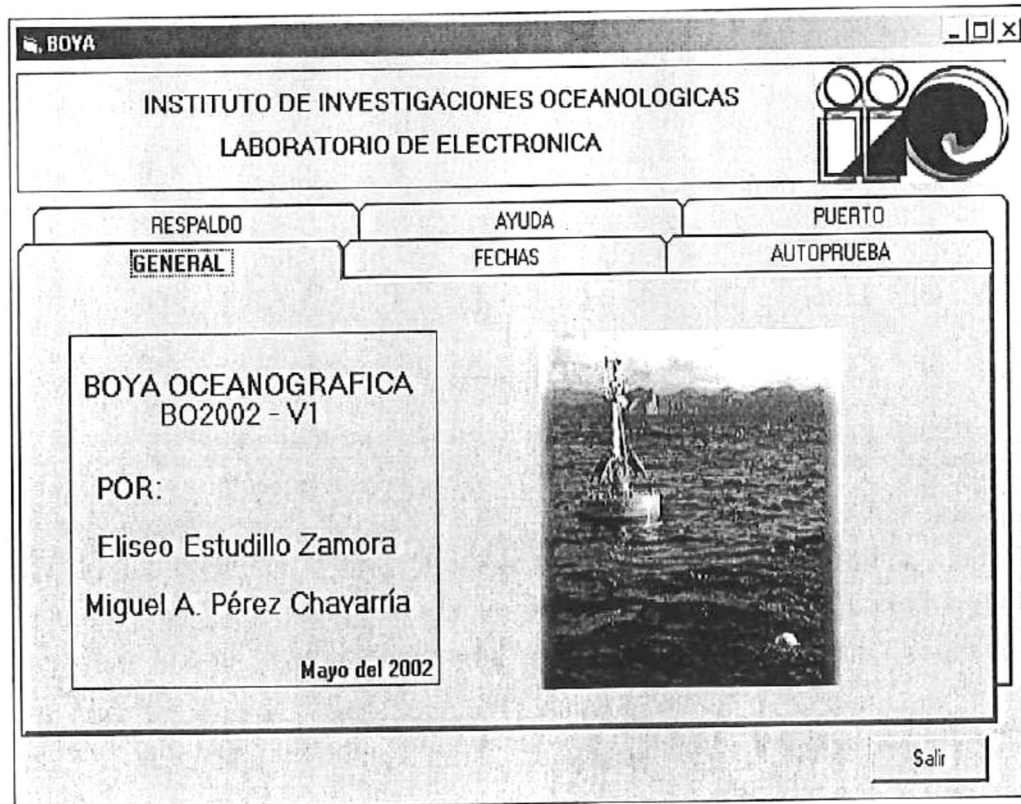 BOYA
INSTITUTO DE INVESTIGACIONES OCEANOLOGICAS
LABORATORIO DE ELECTRONICA
iio
RESPALDO
AYUDA
PUERTO
GENERAL
FECHAS
AUTOPRUEBA
BOYA OCEANOGRAFICA
BO2002 - V1
POR:
Eliseo Estudillo Zamora
Miguel A. Pérez Chavarría
Mayo del 2002
Salir